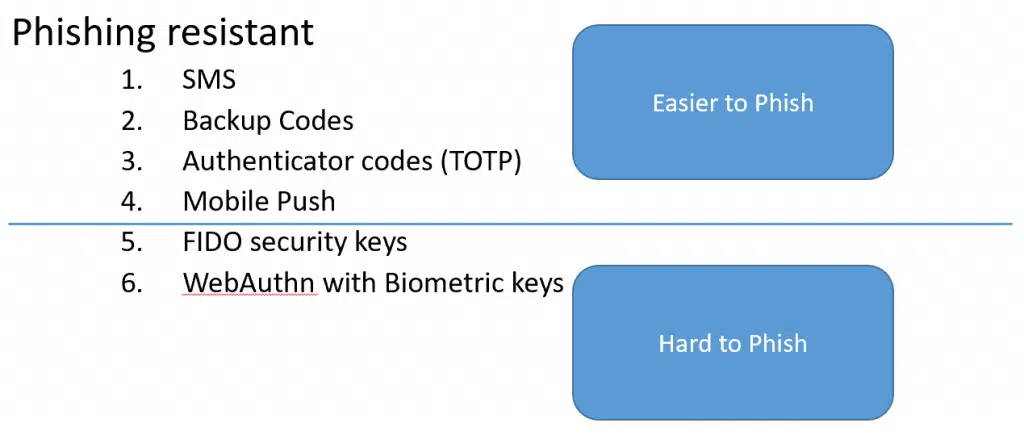 Phishing resistant
1. SMS
2. Backup Codes
3. Authenticator codes (TOTP)
4. Mobile Push
5. FIDO security keys
6. WebAuthn with Biometric keys
Easier to Phish
Hard to Phish